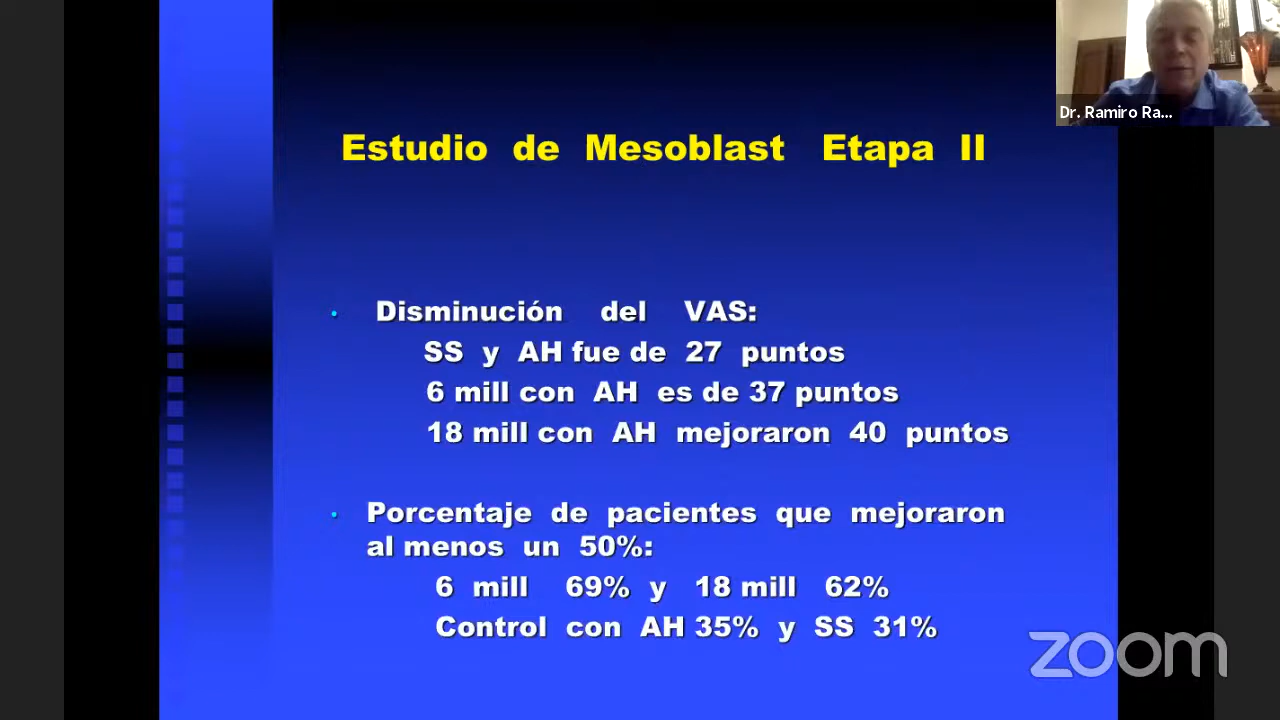 Dr. Ramiro Ra...
Estudio de Mesoblast Etapa II
• Disminución del VAS:
SS y AH fue de 27 puntos
6 mill con AH es de 37 puntos
18 mill con AH mejoraron 40 puntos
• Porcentaje de pacientes que mejoraron
al menos un 50%:
6 mill 69% y 18 mill 62%
Control con AH 35% y SS 31%
zoom